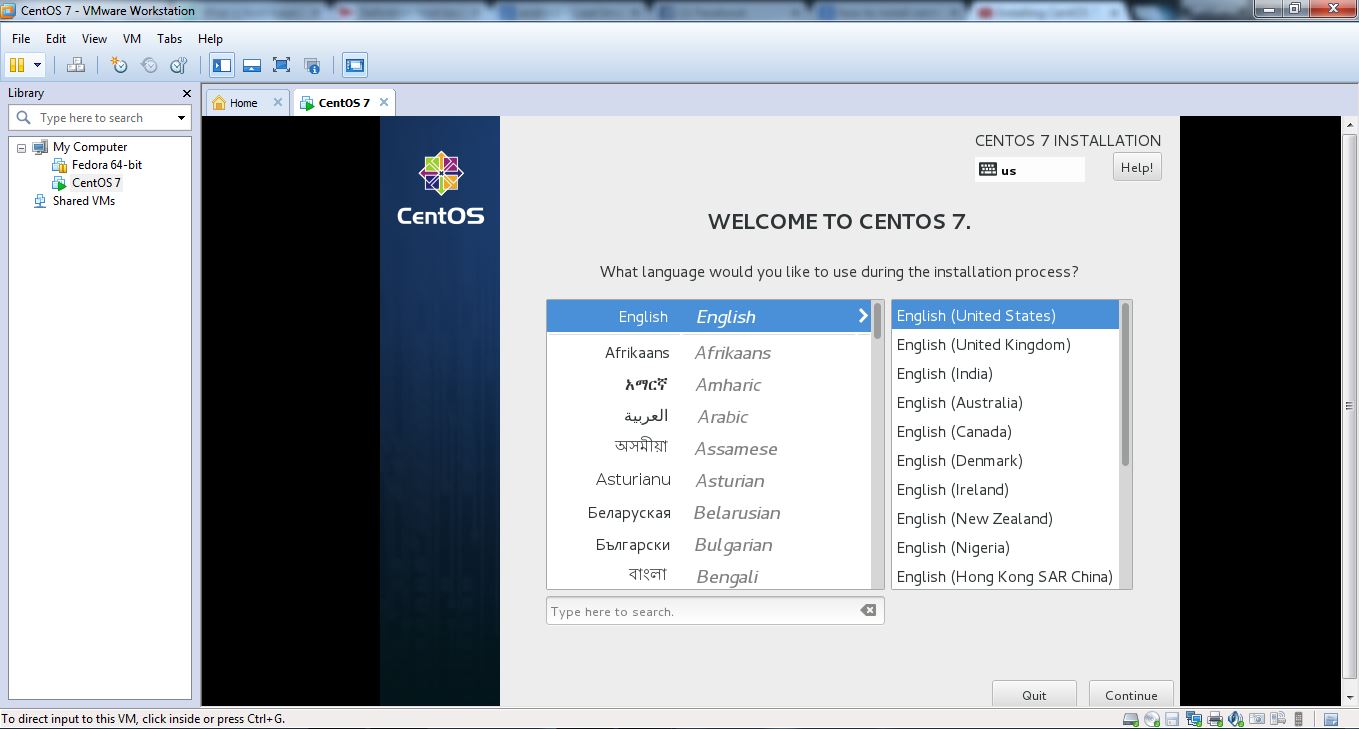 CentOS 7 - VMware Workstation
File Edit View VM Tabs Help
Library
Type here to search
My Computer
Fedora 64-bit
CentOS 7
Shared VMs
Home
CentOS 7
CentOS
CENTOS 7 INSTALLATION
us
Help!
WELCOME TO CENTOS 7.
What language would you like to use during the installation process?
English English
Afrikaans Afrikaans
አማርኛ Amharic
العربية Arabic
অসমীয়া Assamese
Asturianu Asturian
Беларуская Belarusian
Български Bulgarian
বাংলা Bengali
Type here to search.
English (United States)
English (United Kingdom)
English (India)
English (Australia)
English (Canada)
English (Denmark)
English (Ireland)
English (New Zealand)
English (Nigeria)
English (Hong Kong SAR China)
Quit
Continue
To direct input to this VM, click inside or press Ctrl+G.